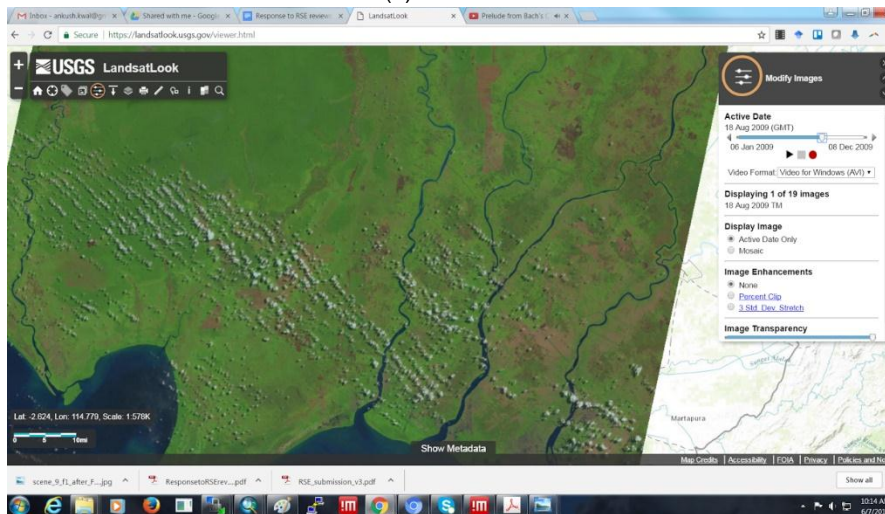 Inbox - ankush.kwal@g
Shared with me - Google
Response to RSE review
LandsatLook
Prelude from Bach's
Secure | https://landsatlook.usgs.gov/viewer.html
USGS LandsatLook
Modify Images
Active Date
18 Aug 2009 (GMT)
06 Jan 2009 08 Dec 2009
Video Format: Video for Windows (AVI)
Displaying 1 of 19 images
18 Aug 2009 TM
Display Image
Active Date Only
Mosaic
Image Enhancements
None
Percent Clip
3 Std. Dev. Stretch
Image Transparency
Martapura
Lat: -2.624, Lon: 114.779, Scale: 1:578K
0 5 10mi
Show Metadata
Map Credits | Accessibility | FOIA | Privacy | Policies and No
scene_9_f1_after_F....jpg
ResponsetoRSErev....pdf
RSE_submission_v3.pdf
Show all
10:14 A